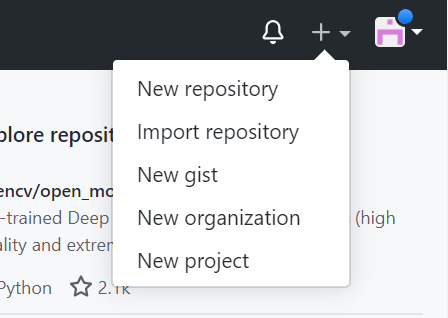 New repository
Import repository
New gist
New organization
New project
plore reposit
encv/open_mo
-trained Deep
(high
ality and extrem
Python
2.1k